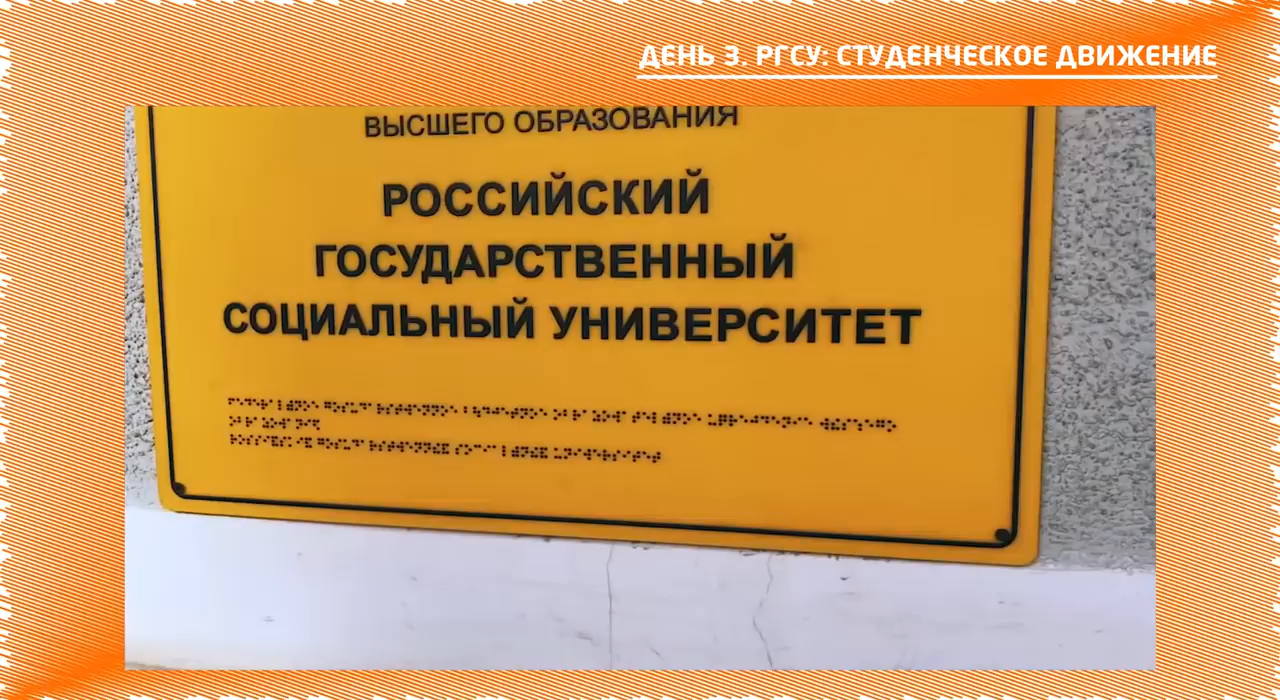 ДЕНЬ 3. РГСУ: СТУДЕНЧЕСКОЕ ДВИЖЕНИЕ
ВЫСШЕГО ОБРАЗОВАНИЯ
РОССИЙСКИЙ
ГОСУДАРСТВЕННЫЙ
СОЦИАЛЬНЫЙ УНИВЕРСИТЕТ